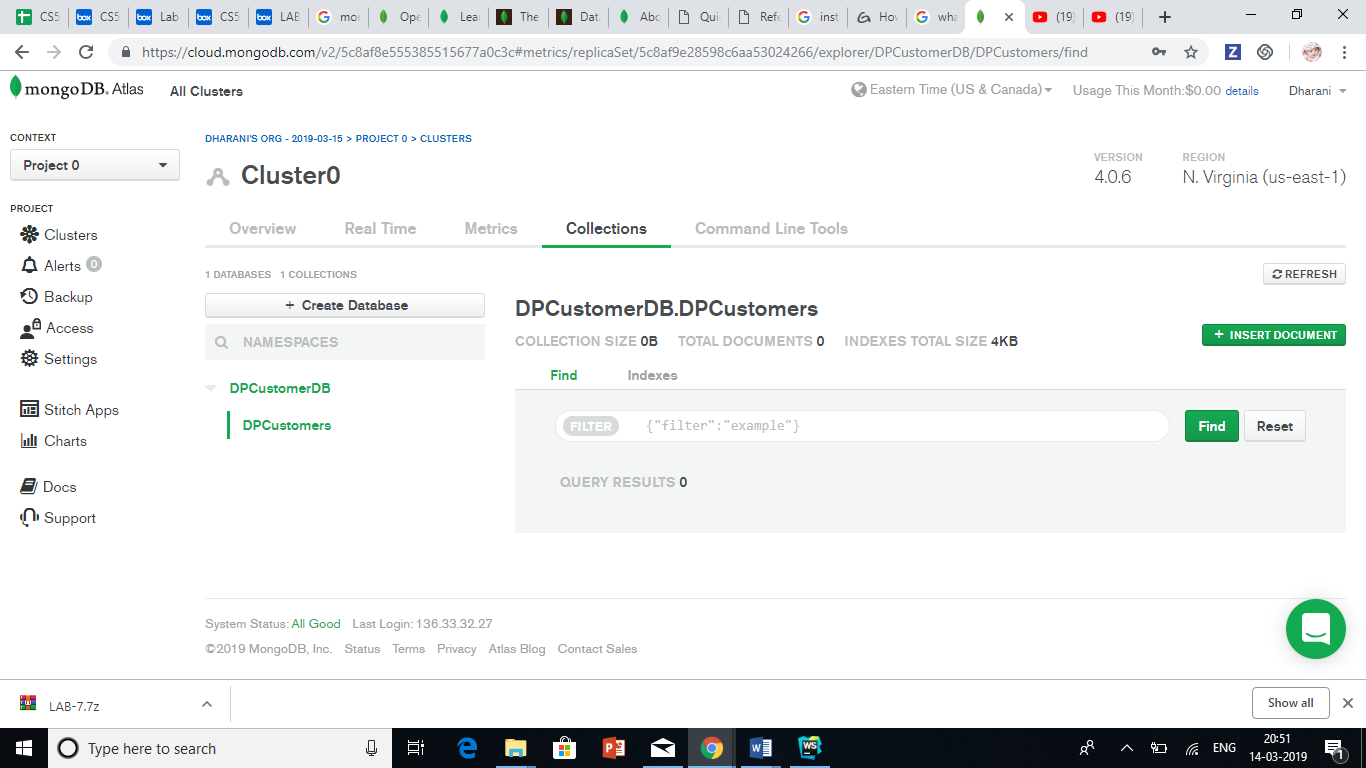 CS5 CS5 Lab CS5 LAB mor Ope Lea The Dat Abo Qui Refe inst Hov wha (19) (19)
https://cloud.mongodb.com/v2/5c8af8e555385515677a0c3c#metrics/replicaSet/5c8af9e28598c6aa53024266/explorer/DPCustomerDB/DPCustomers/find
mongoDB. Atlas All Clusters Eastern Time (US & Canada) Usage This Month:$0.00 details Dharani
CONTEXT
Project 0
PROJECT
Clusters
Alerts 0
Backup
Access
Settings
Stitch Apps
Charts
Docs
Support
DHARANI'S ORG - 2019-03-15 > PROJECT 0 > CLUSTERS
Cluster0
VERSION
4.0.6
REGION
N. Virginia (us-east-1)
Overview Real Time Metrics Collections Command Line Tools
1 DATABASES 1 COLLECTIONS
REFRESH
+ Create Database
NAMESPACES
DPCustomerDB
DPCustomers
DPCustomerDB.DPCustomers
COLLECTION SIZE 0B TOTAL DOCUMENTS 0 INDEXES TOTAL SIZE 4KB
+ INSERT DOCUMENT
Find Indexes
FILTER {"filter":"example"} Find Reset
QUERY RESULTS 0
System Status: All Good Last Login: 136.33.32.27
©2019 MongoDB, Inc. Status Terms Privacy Atlas Blog Contact Sales
LAB-7.7z Show all
Type here to search ENG 20:51
14-03-2019 1